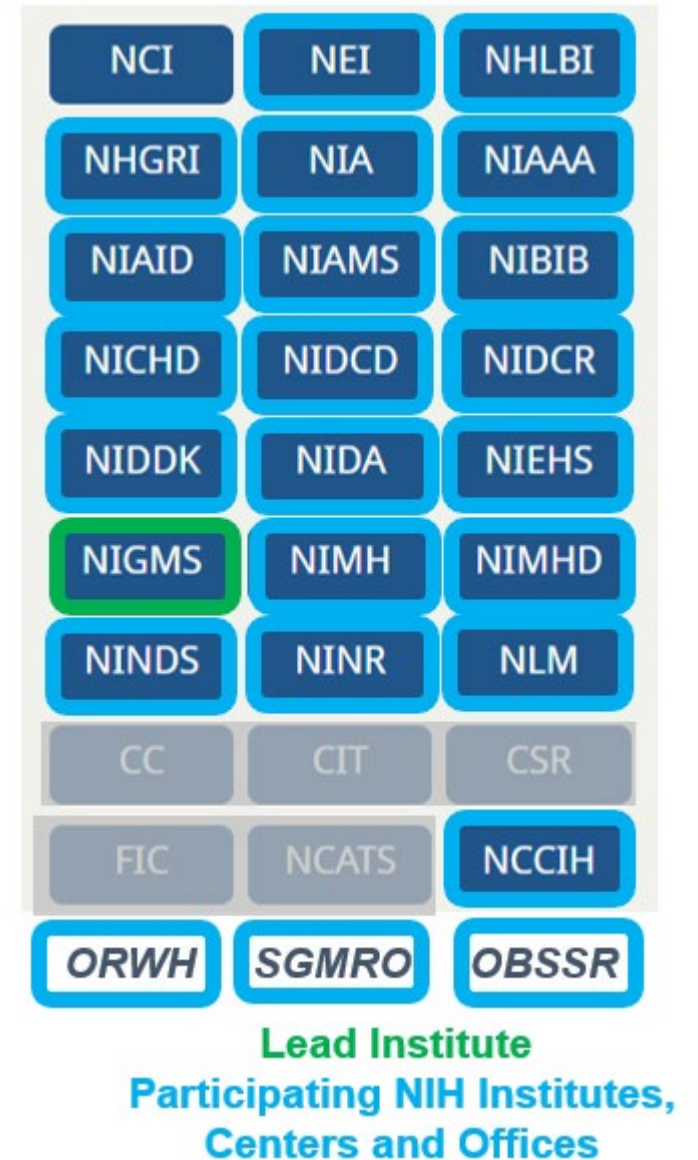 NCI NEI NHLBI
NHGRI NIA NIAAA
NIAID NIAMS NIBIB
NICHD NIDCD NIDCR
NIDDK NIDA NIEHS
NIGMS NIMH NIMHD
NINDS NINR NLM
CC CIT CSR
FIC NCATS NCCIH
ORWH SGMRO OBSSR
Lead Institute
Participating NIH Institutes,
Centers and Offices